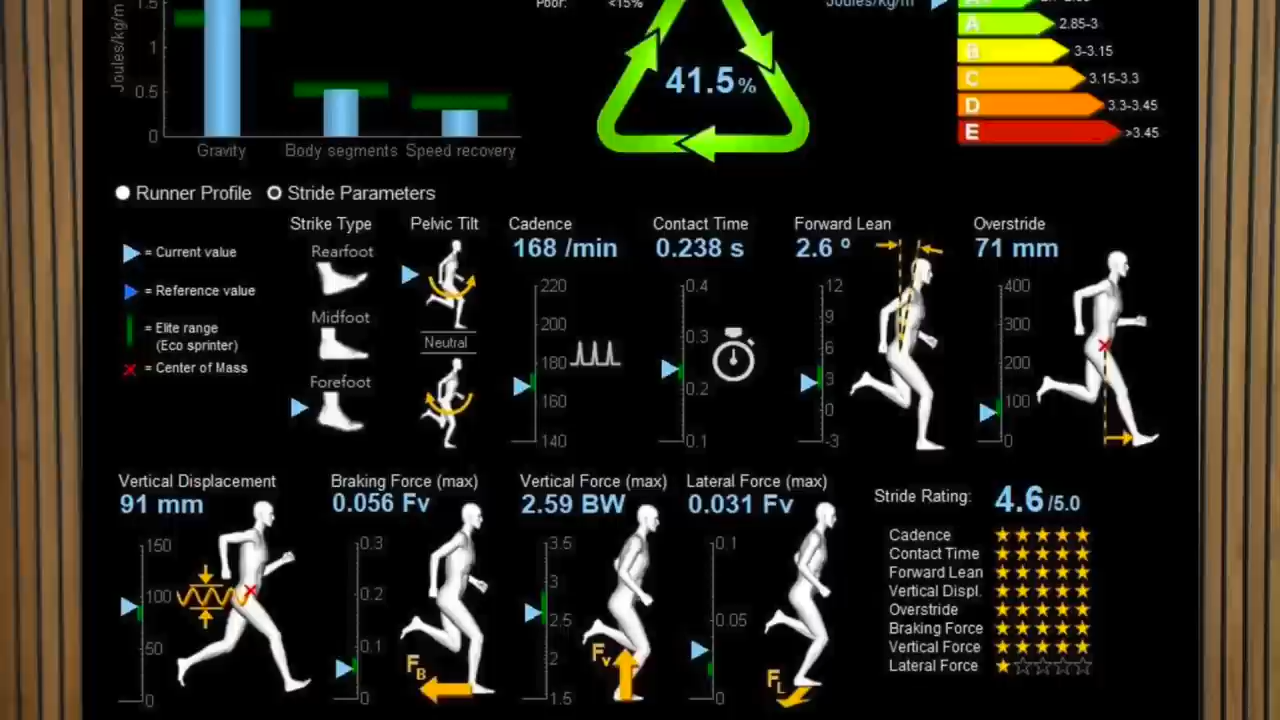 1.5
1
0.5
0
Joules/kg/m
Gravity
Body segments
Speed recovery
Poor:
<15%
41.5%
Joules/kg/m
A
2.85-3
B
3-3.15
C
3.15-3.3
D
3.3-3.45
E
>3.45
Runner Profile
Stride Parameters
= Current value
= Reference value
= Elite range
(Eco sprinter)
= Center of Mass
Strike Type
Rearfoot
Midfoot
Forefoot
Pelvic Tilt
Neutral
Cadence
168 /min
220
200
180
160
140
Contact Time
0.238 s
0.4
0.3
0.2
0.1
Forward Lean
2.6 º
12
9
6
3
0
-3
Overstride
71 mm
400
300
200
100
0
Vertical Displacement
91 mm
150
100
50
0
Braking Force (max)
0.056 Fv
0.3
0.2
0.1
0
FB
Vertical Force (max)
2.59 BW
3.5
3
2.5
2
1.5
Fv
Lateral Force (max)
0.031 Fv
0.1
0.05
0
FL
Stride Rating:
4.6/5.0
Cadence
Contact Time
Forward Lean
Vertical Displ.
Overstride
Braking Force
Vertical Force
Lateral Force